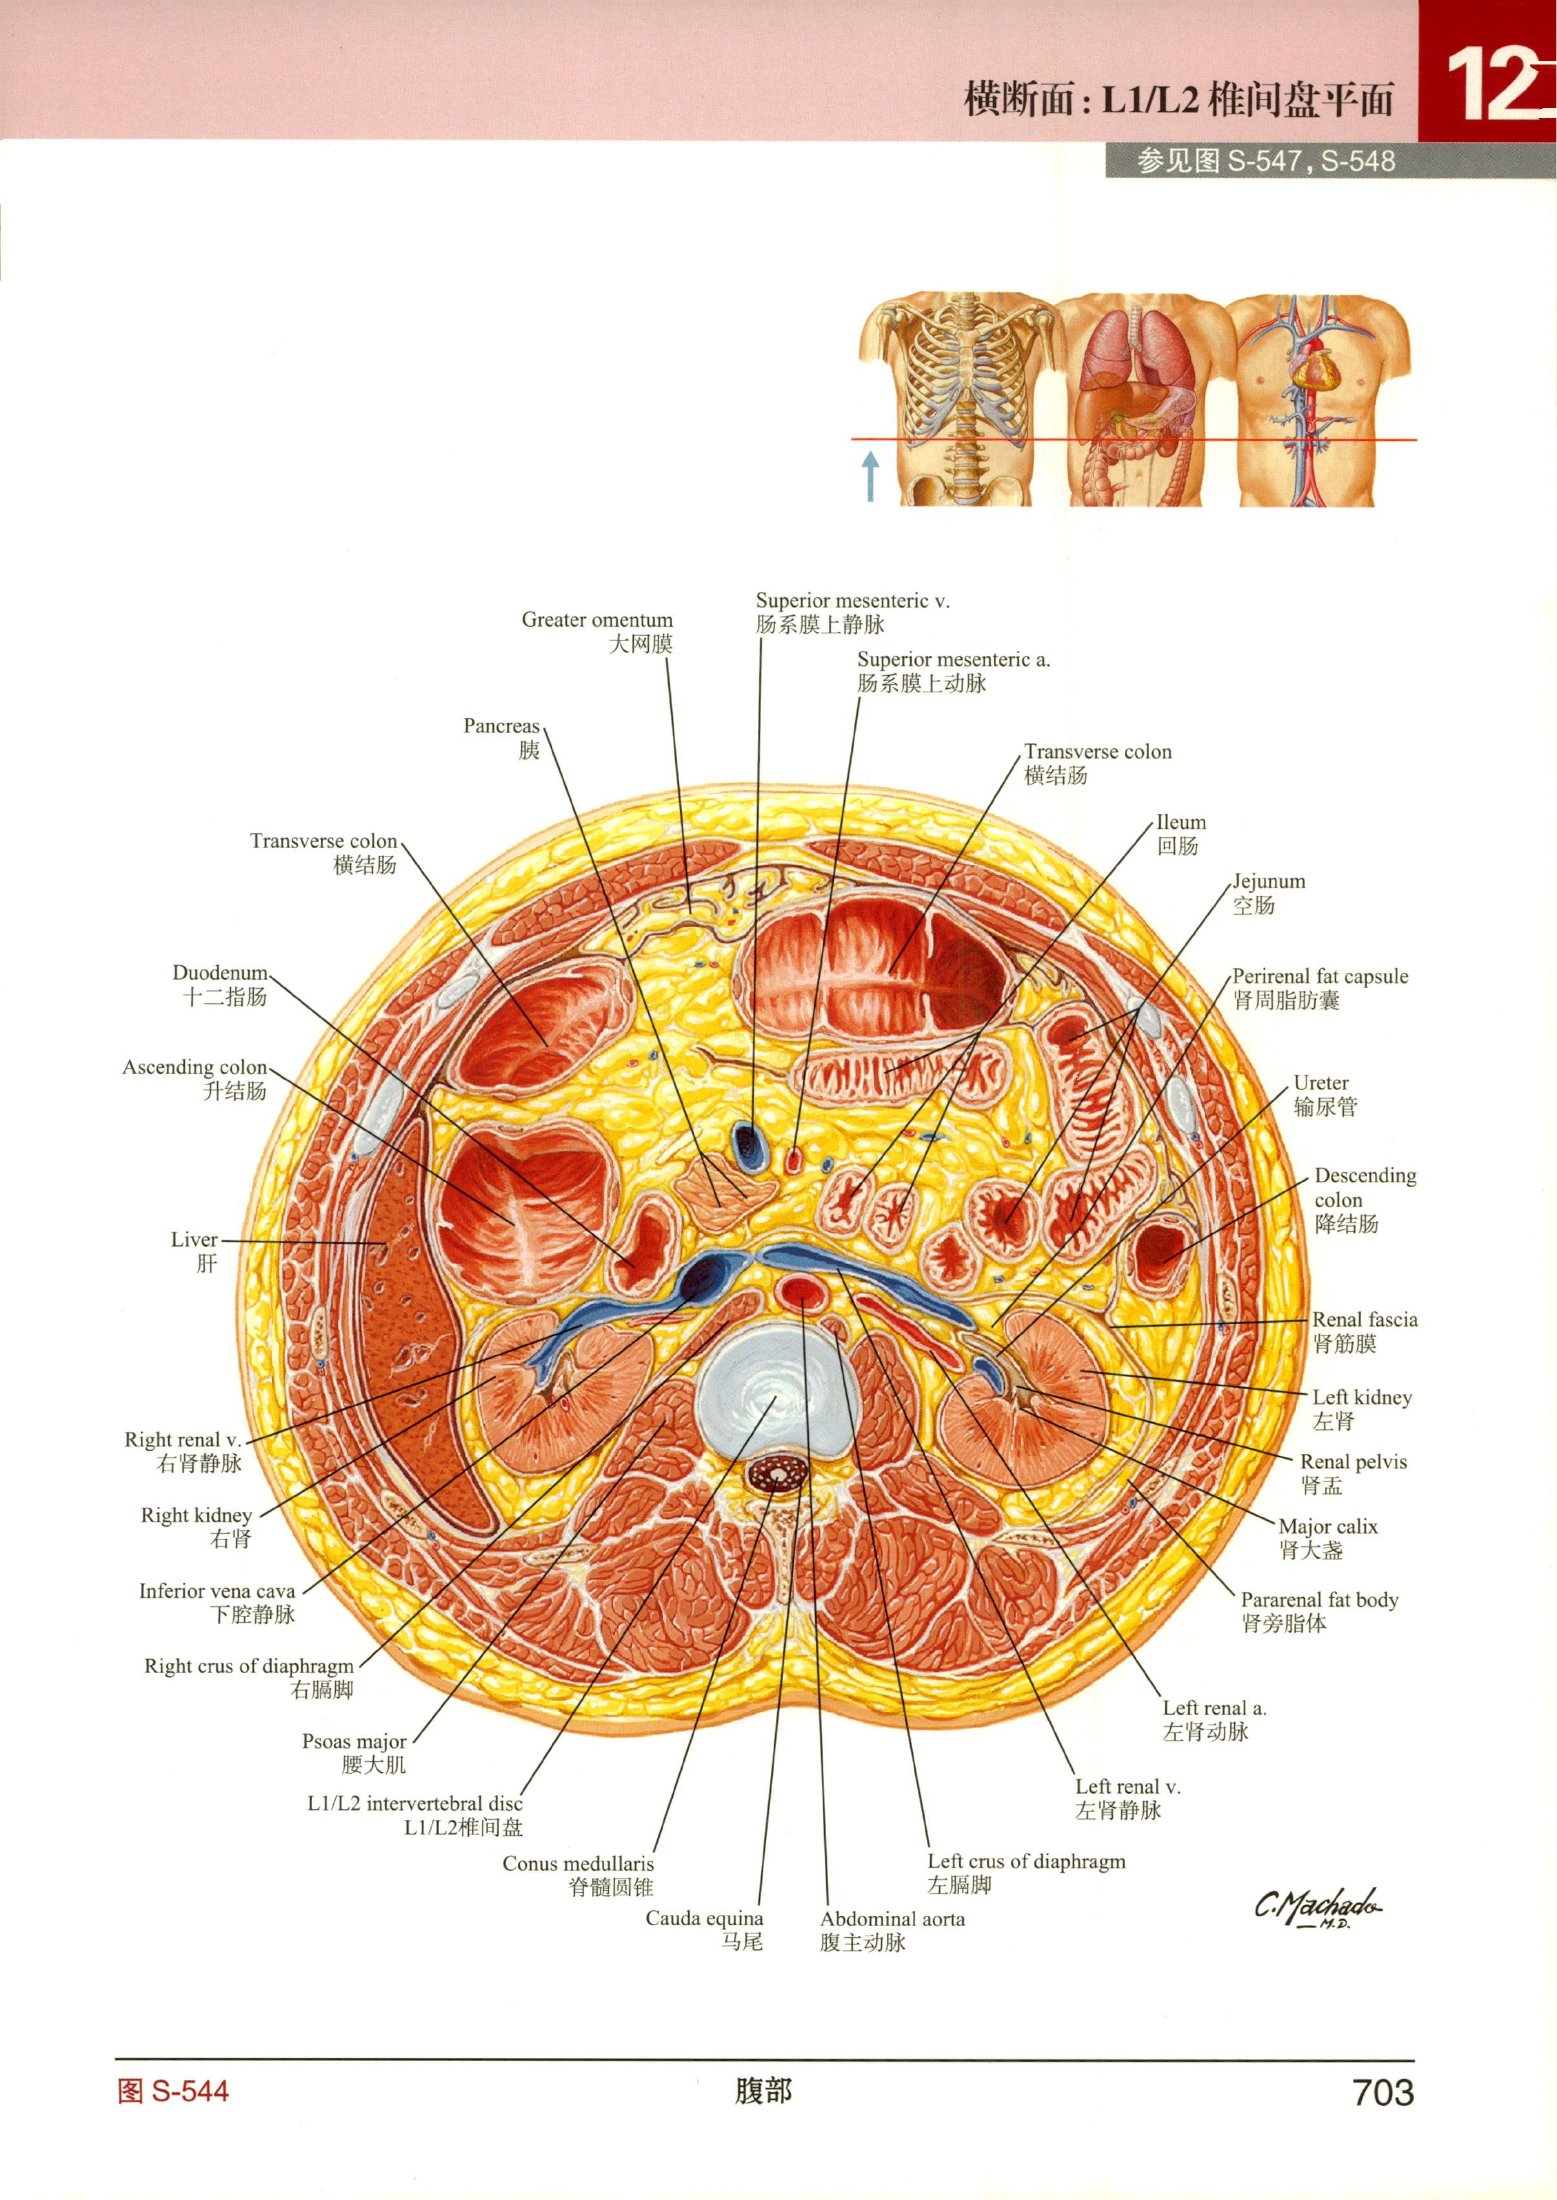 横断面：L1/L2 椎间盘平面
12
参见图 S-547, S-548
Superior mesenteric v.
肠系膜上静脉
Greater omentum
大网膜
Superior mesenteric a.
肠系膜上动脉
Pancreas
胰
Transverse colon
横结肠
Ileum
回肠
Transverse colon
横结肠
Jejunum
空肠
Duodenum
十二指肠
Perirenal fat capsule
肾周脂肪囊
Ascending colon
升结肠
Ureter
输尿管
Descending
colon
降结肠
Liver
肝
Renal fascia
肾筋膜
Left kidney
左肾
Right renal v.
右肾静脉
Renal pelvis
肾盂
Right kidney
右肾
Major calix
肾大盏
Inferior vena cava
下腔静脉
Pararenal fat body
肾旁脂体
Right crus of diaphragm
右膈脚
Left renal a.
左肾动脉
Psoas major
腰大肌
Left renal v.
左肾静脉
L1/L2 intervertebral disc
L1/L2椎间盘
Conus medullaris
脊髓圆锥
Left crus of diaphragm
左膈脚
Cauda equina
马尾
Abdominal aorta
腹主动脉
C.Machado
M.D.
图 S-544
腹部
703